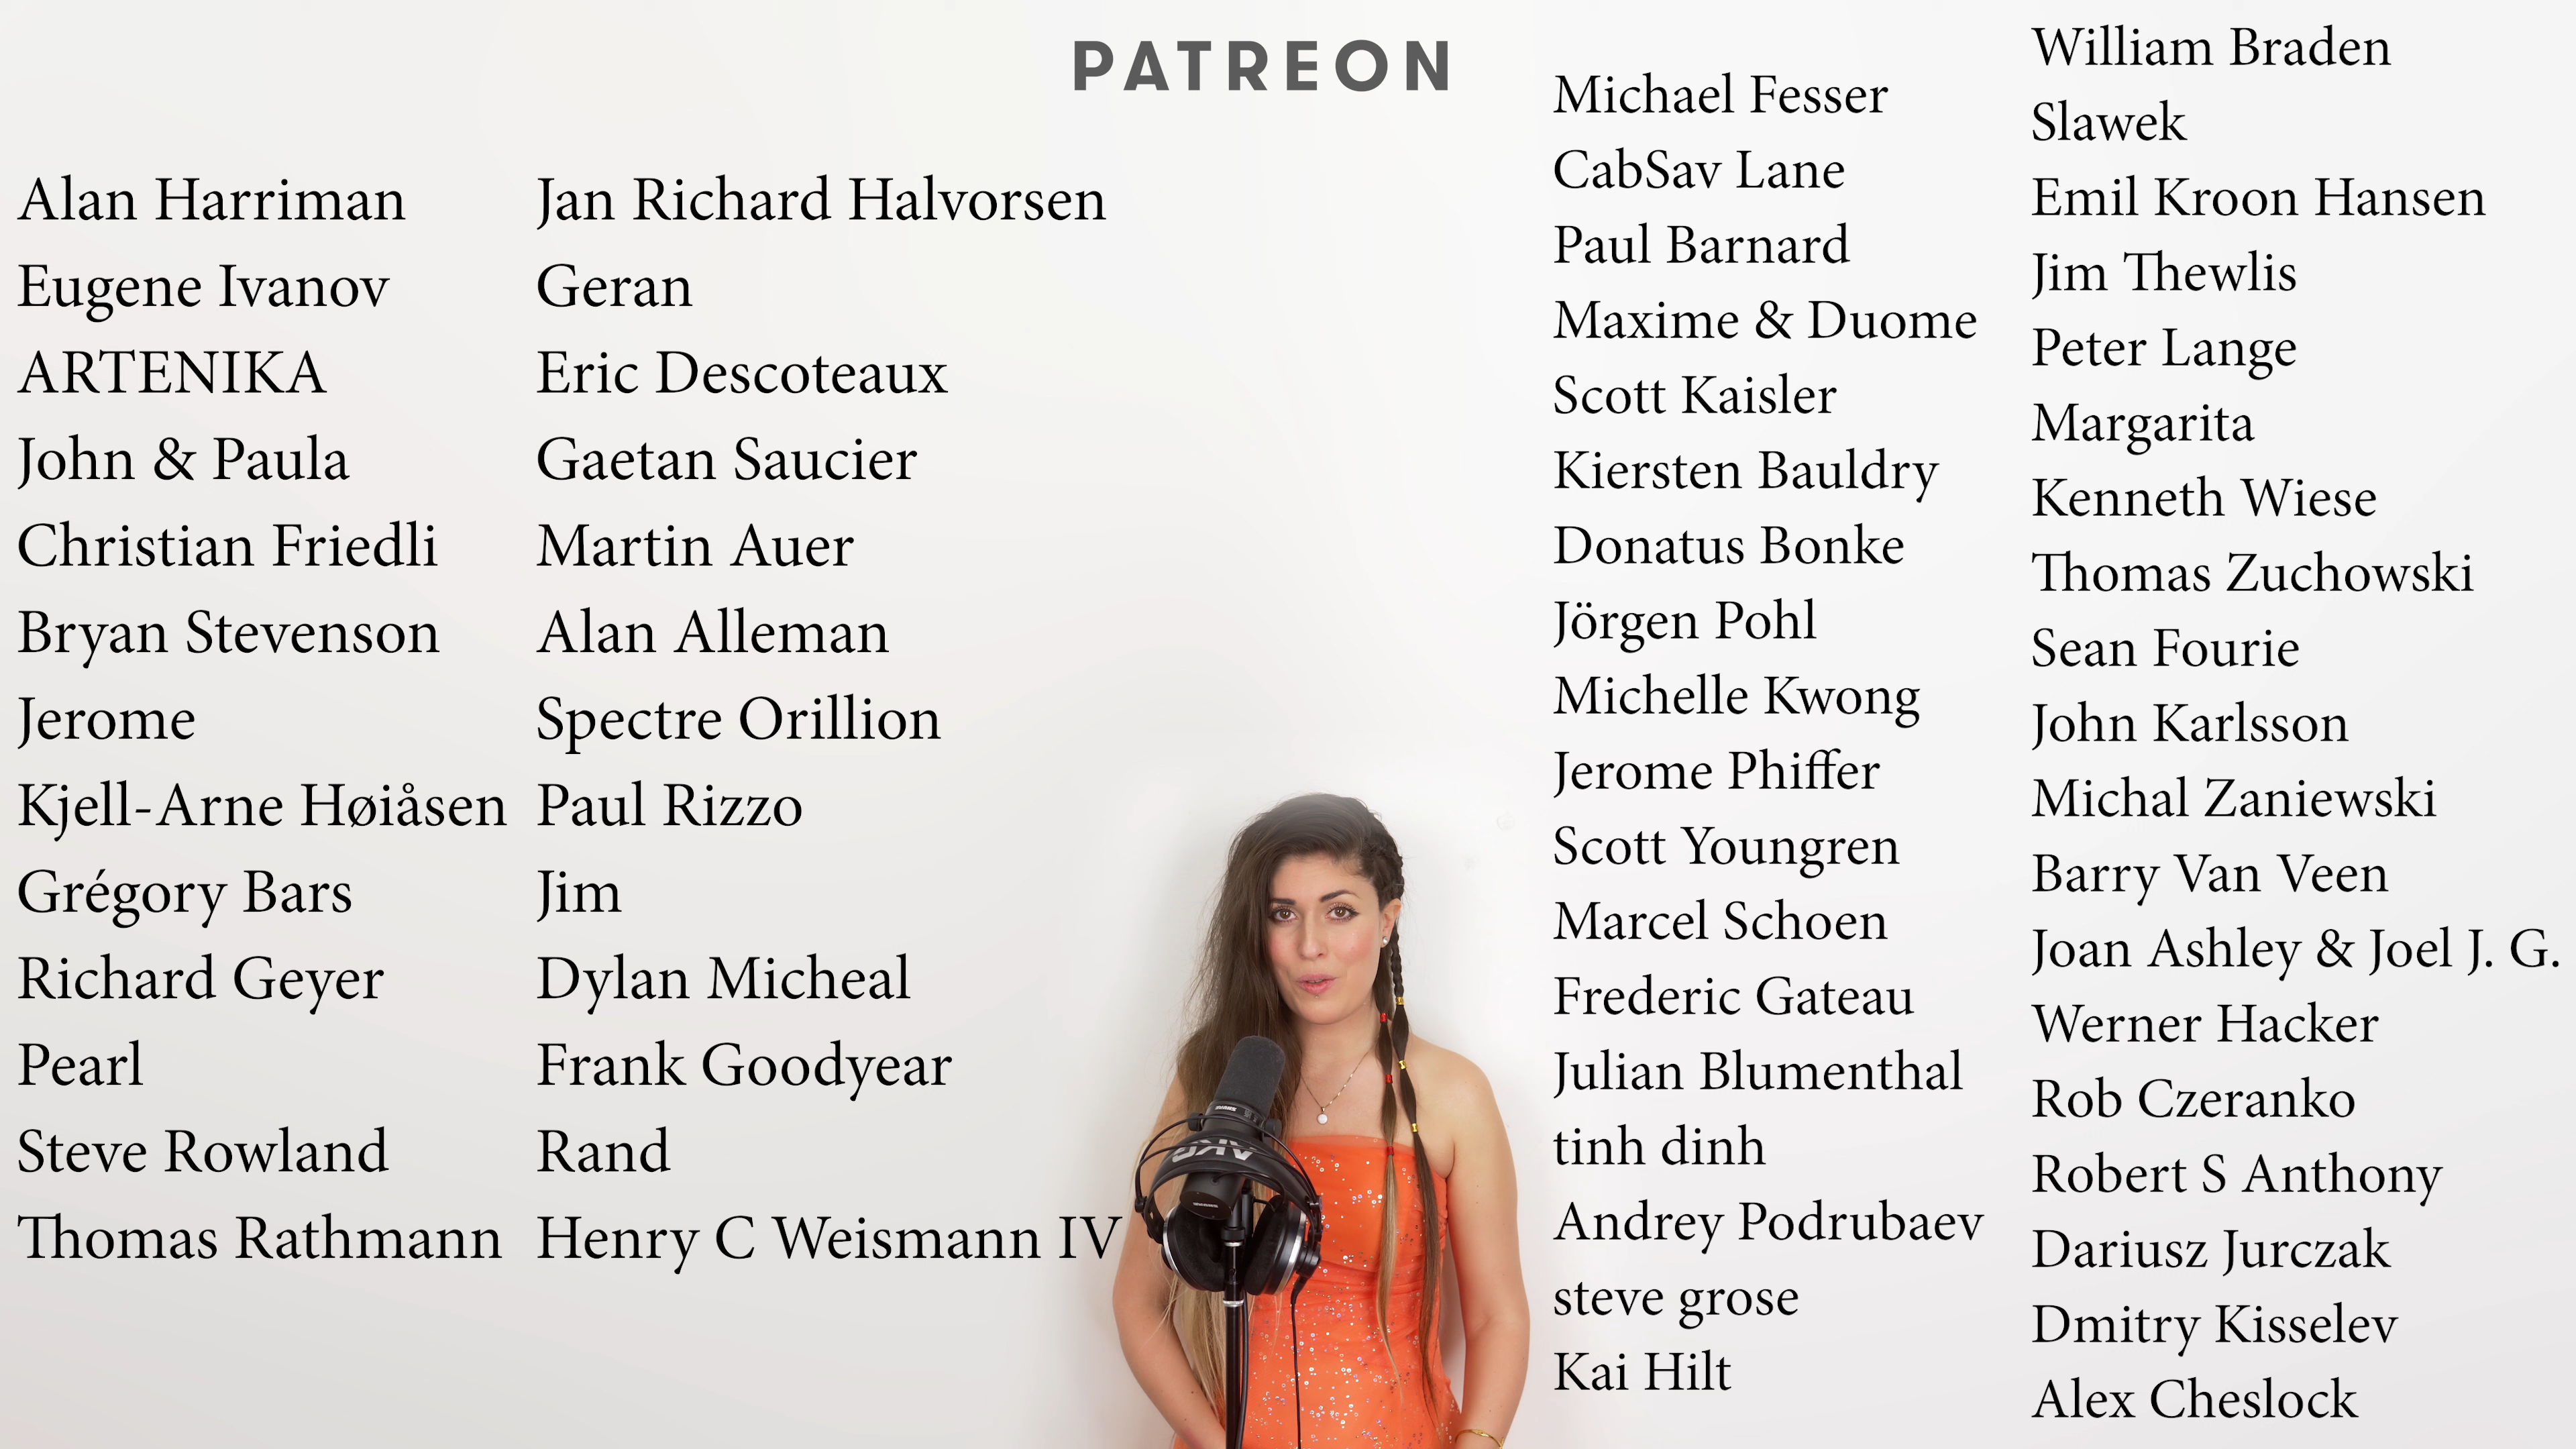 PATREON
Alan Harriman
Eugene Ivanov
ARTENIKA
John & Paula
Christian Friedli
Bryan Stevenson
Jerome
Kjell-Arne Høiåsen
Grégory Bars
Richard Geyer
Pearl
Steve Rowland
Thomas Rathmann
Jan Richard Halvorsen
Geran
Eric Descoteaux
Gaetan Saucier
Martin Auer
Alan Alleman
Spectre Orillion
Paul Rizzo
Jim
Dylan Micheal
Frank Goodyear
Rand
Henry C Weismann IV
AKG
Michael Fesser
CabSav Lane
Paul Barnard
Maxime & Duome
Scott Kaisler
Kiersten Bauldry
Donatus Bonke
Jörgen Pohl
Michelle Kwong
Jerome Phiffer
Scott Youngren
Marcel Schoen
Frederic Gateau
Julian Blumenthal
tinh dinh
Andrey Podrubaev
steve grose
Kai Hilt
William Braden
Slawek
Emil Kroon Hansen
Jim Thewlis
Peter Lange
Margarita
Kenneth Wiese
Thomas Zuchowski
Sean Fourie
John Karlsson
Michal Zaniewski
Barry Van Veen
Joan Ashley & Joel J. G.
Werner Hacker
Rob Czeranko
Robert S Anthony
Dariusz Jurczak
Dmitry Kisselev
Alex Cheslock